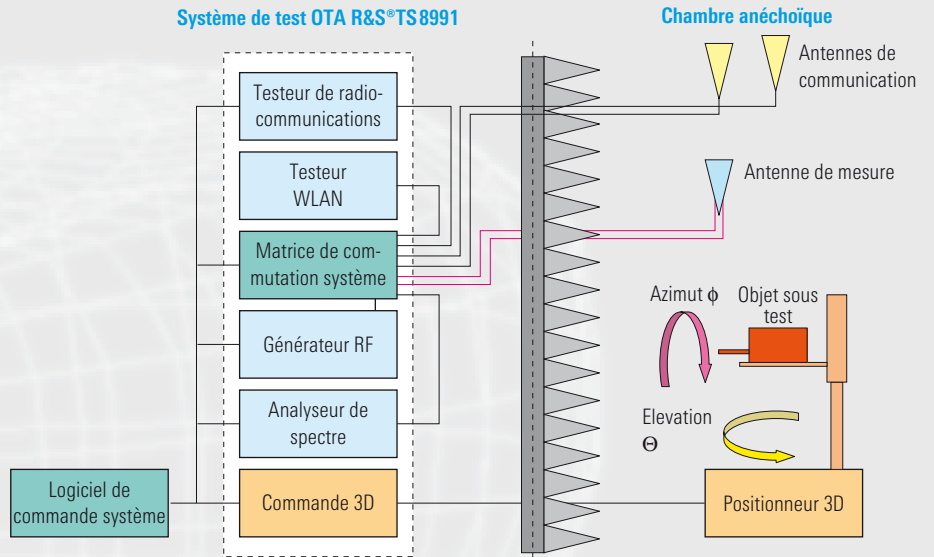 Système de test OTA R&S®TS 8991
Chambre anéchoïque
Testeur de radio-
communications
Testeur
WLAN
Matrice de com-
mutation système
Générateur RF
Analyseur de
spectre
Commande 3D
Logiciel de
commande système
Antennes de
communication
Antenne de mesure
Azimut ϕ
Objet sous
test
Elevation
Θ
Positionneur 3D